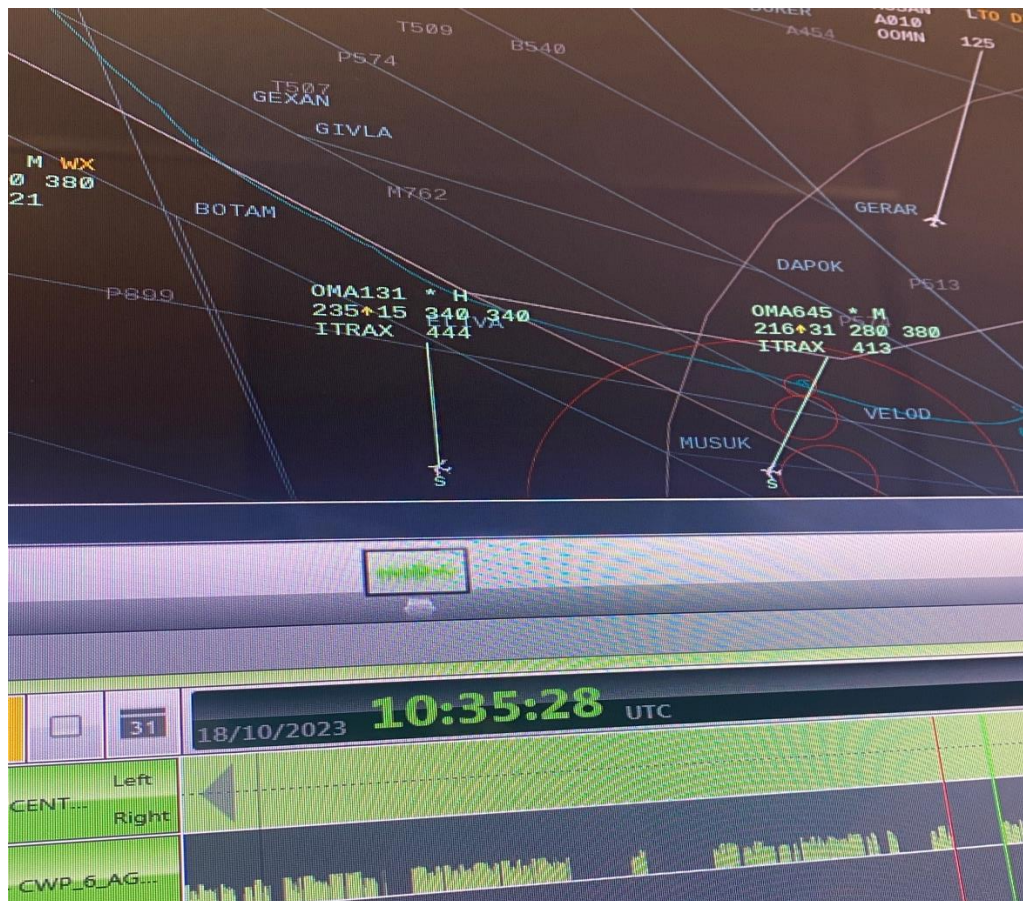 T509
B540
P574
T507
GEXAN
GIVLA
A454
A010
OOMN
LTO D
125
M WX
0 380
21
BOTAM
M762
GERAR
DAPOK
P513
P899
OMA131 * H
235↑15 340 340
ITRAX 444
OMA645 * M
216↑31 280 380
ITRAX 413
VELOD
MUSUK
S
S
31
18/10/2023 10:35:28 UTC
CENT... Left
Right
CWP_6_AG...